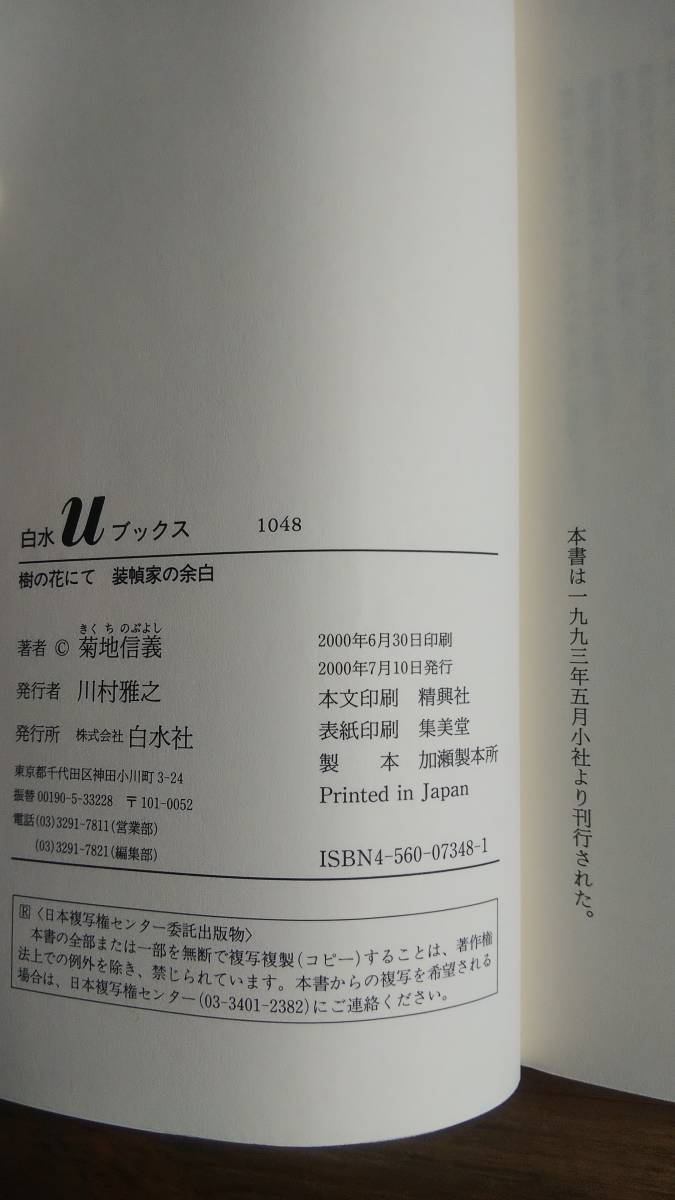 白水uブックス 1048
樹の花にて 装幀家の余白
きくちのぶよし
著者 © 菊地信義
発行者 川村雅之
発行所 株式会社 白水社
東京都千代田区神田小川町3-24
振替00190-5-33228 〒101-0052
電話(03)3291-7811(営業部)
(03)3291-7821(編集部)
2000年6月30日印刷
2000年7月10日発行
本文印刷 精興社
表紙印刷 集美堂
製本 加瀬製本所
Printed in Japan
ISBN4-560-07348-1
Ⓡ〈日本複写権センター委託出版物〉
本書の全部または一部を無断で複写複製(コピー)することは、著作権
法上での例外を除き、禁じられています。本書からの複写を希望される
場合は、日本複写権センター(03-3401-2382)にご連絡ください。
本書は一九九三年五月小社より刊行された。